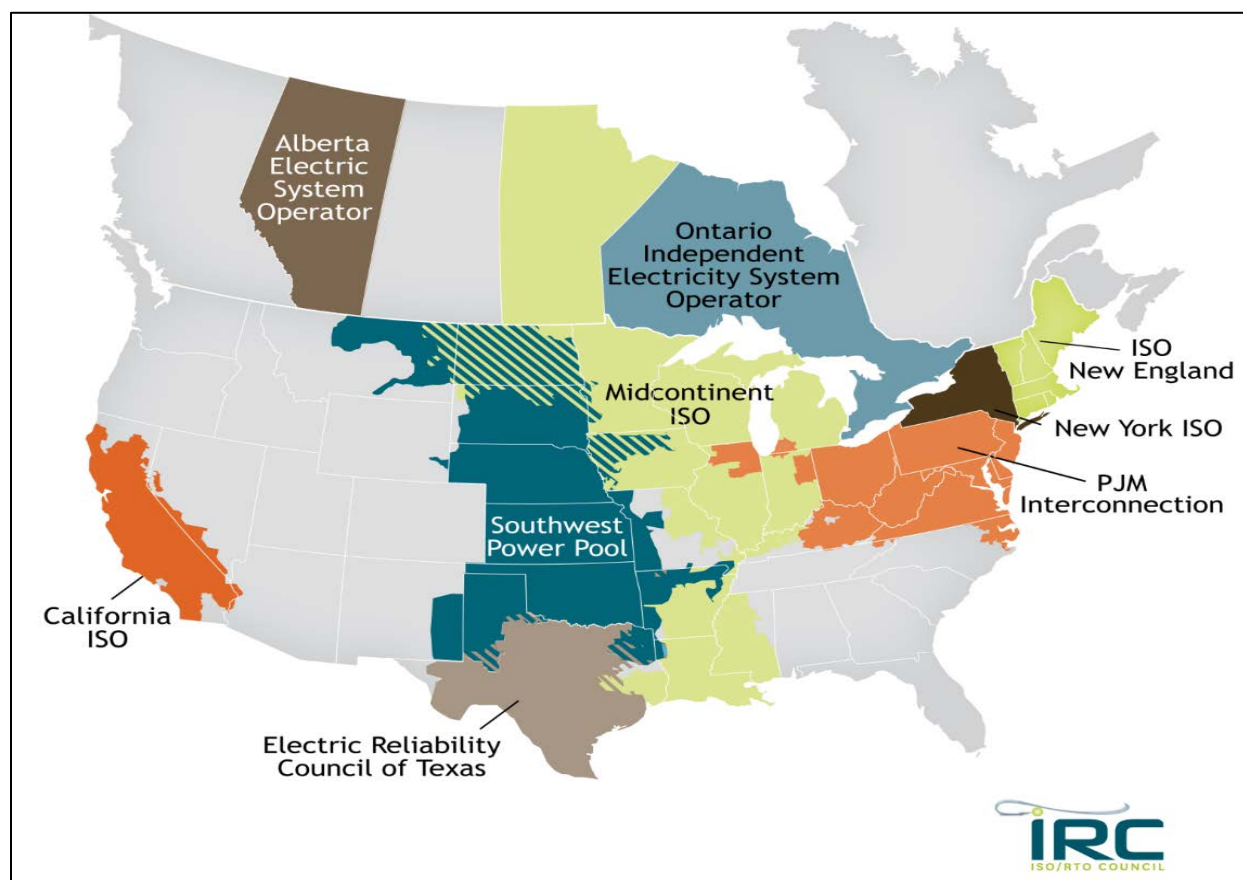 Alberta
Electric
System
Operator
Ontario
Independent
Electricity System
Operator
ISO
New England
Midcontinent
ISO
New York ISO
PJM
Interconnection
Southwest
Power Pool
California
ISO
Electric Reliability
Council of Texas
IRC
ISO/RTO COUNCIL